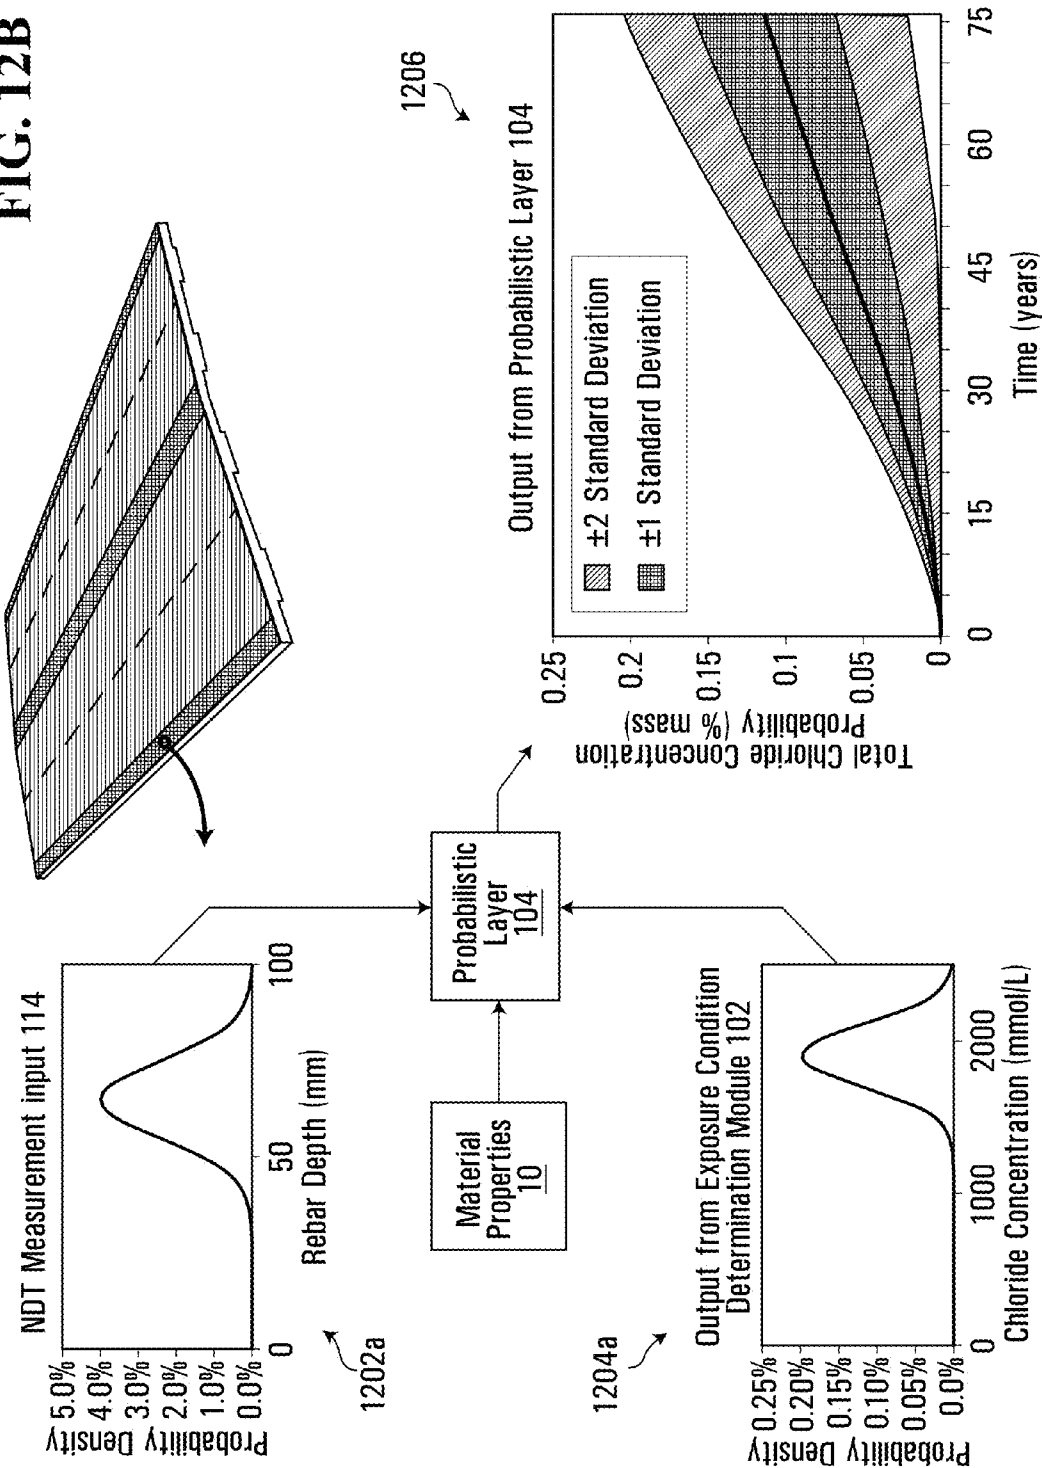 FIG. 12B
NDT Measurement input 114
Probability Density
5.0%
4.0%
3.0%
2.0%
1.0%
0.0%
0
50
100
Rebar Depth (mm)
1202a
Material
Properties
10
Probabilistic
Layer
104
1204a
Output from Exposure Condition
Determination Module 102
Probability Density
0.25%
0.20%
0.15%
0.10%
0.05%
0.0%
0
1000
2000
Chloride Concentration (mmol/L)
1206
Output from Probabilistic Layer 104
±2 Standard Deviation
±1 Standard Deviation
Total Chloride Concentration
Probability (% mass)
0.25
0.2
0.15
0.1
0.05
0
0
15
30
45
60
75
Time (years)